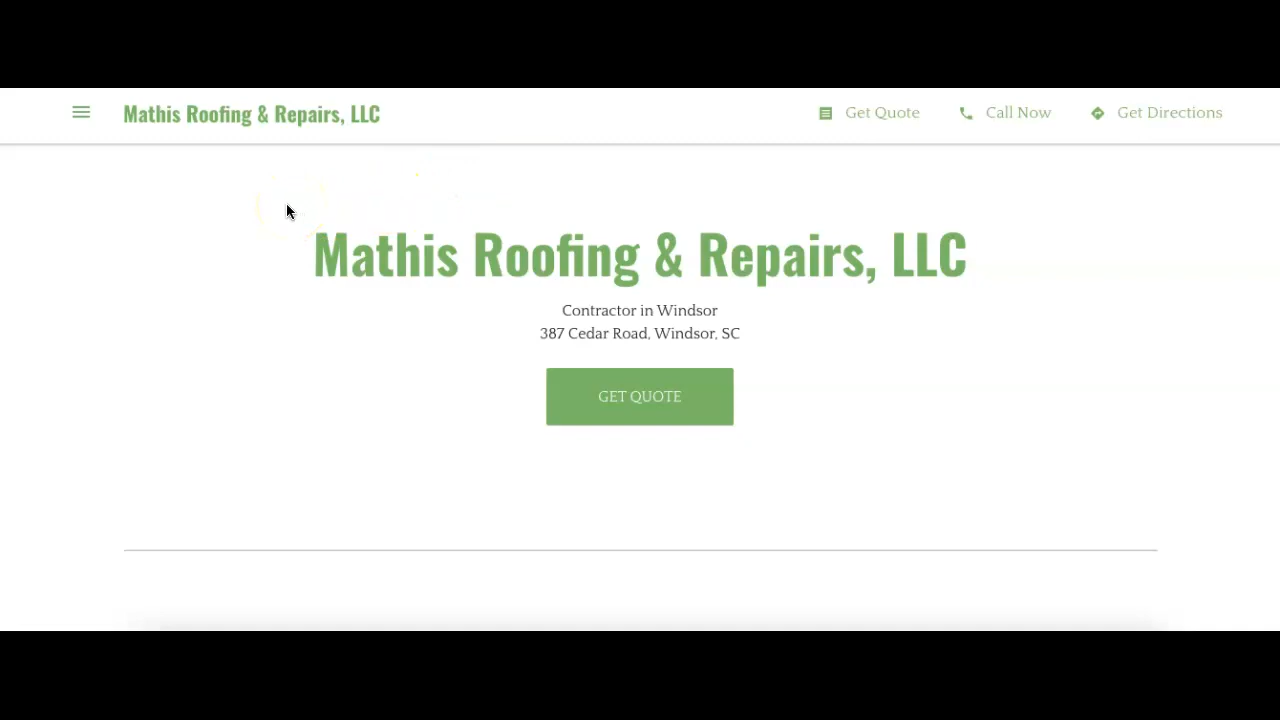 Mathis Roofing & Repairs, LLC
Get Quote
Call Now
Get Directions
Mathis Roofing & Repairs, LLC
Contractor in Windsor
387 Cedar Road, Windsor, SC
GET QUOTE